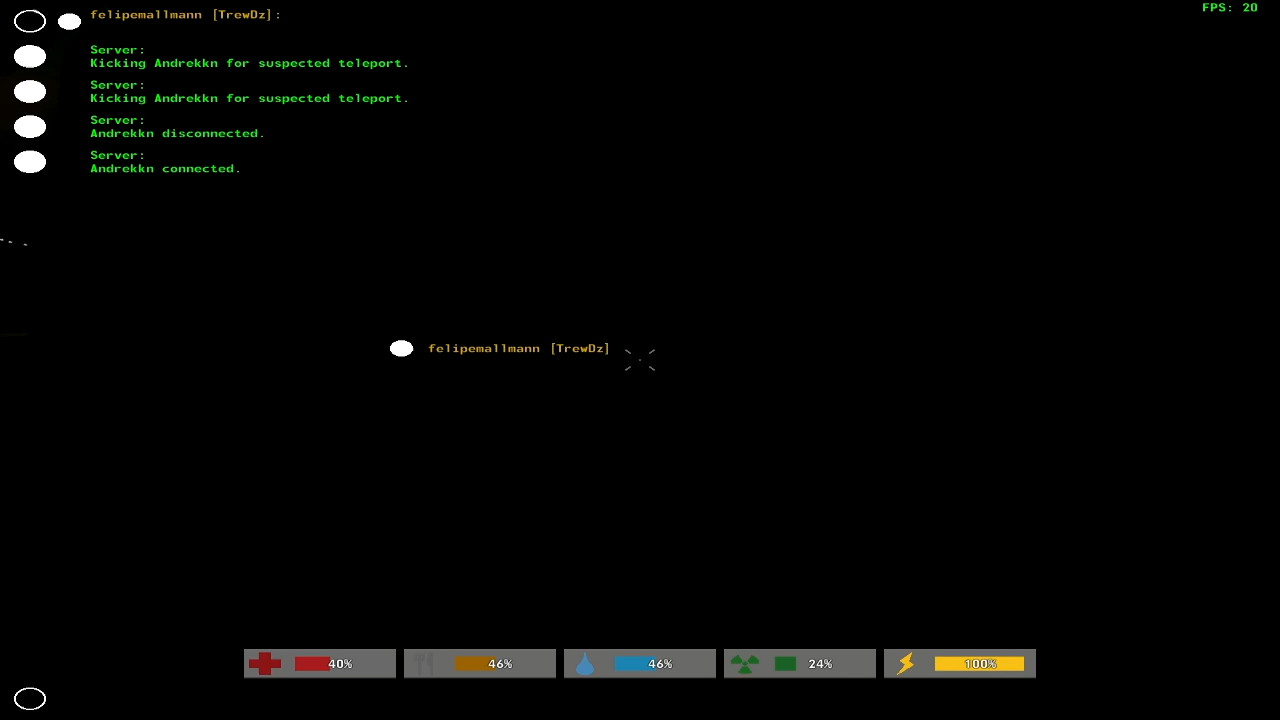 felipemallmann [TrewDz]:
FPS: 20
Server:
Kicking Andrekkn for suspected teleport.
Server:
Kicking Andrekkn for suspected teleport.
Server:
Andrekkn disconnected.
Server:
Andrekkn connected.
felipemallmann [TrewDz]
40%
46%
46%
24%
100%